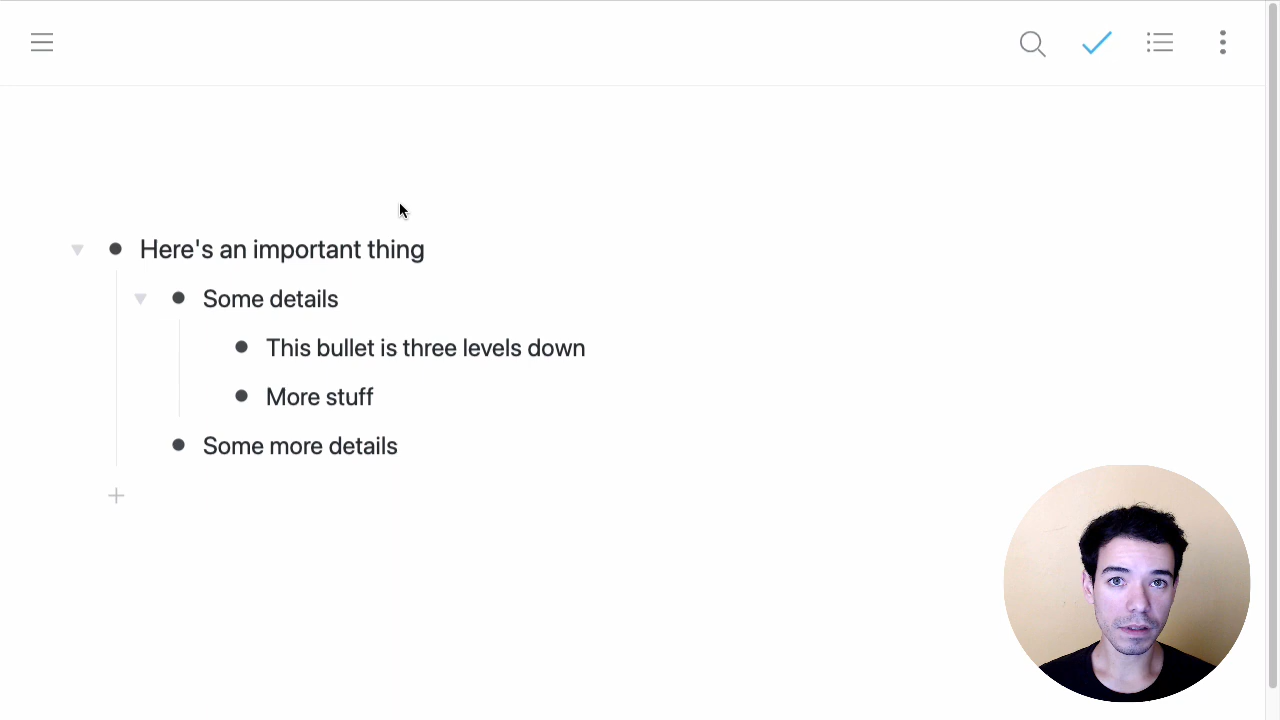 Here's an important thing
Some details
This bullet is three levels down
More stuff
Some more details